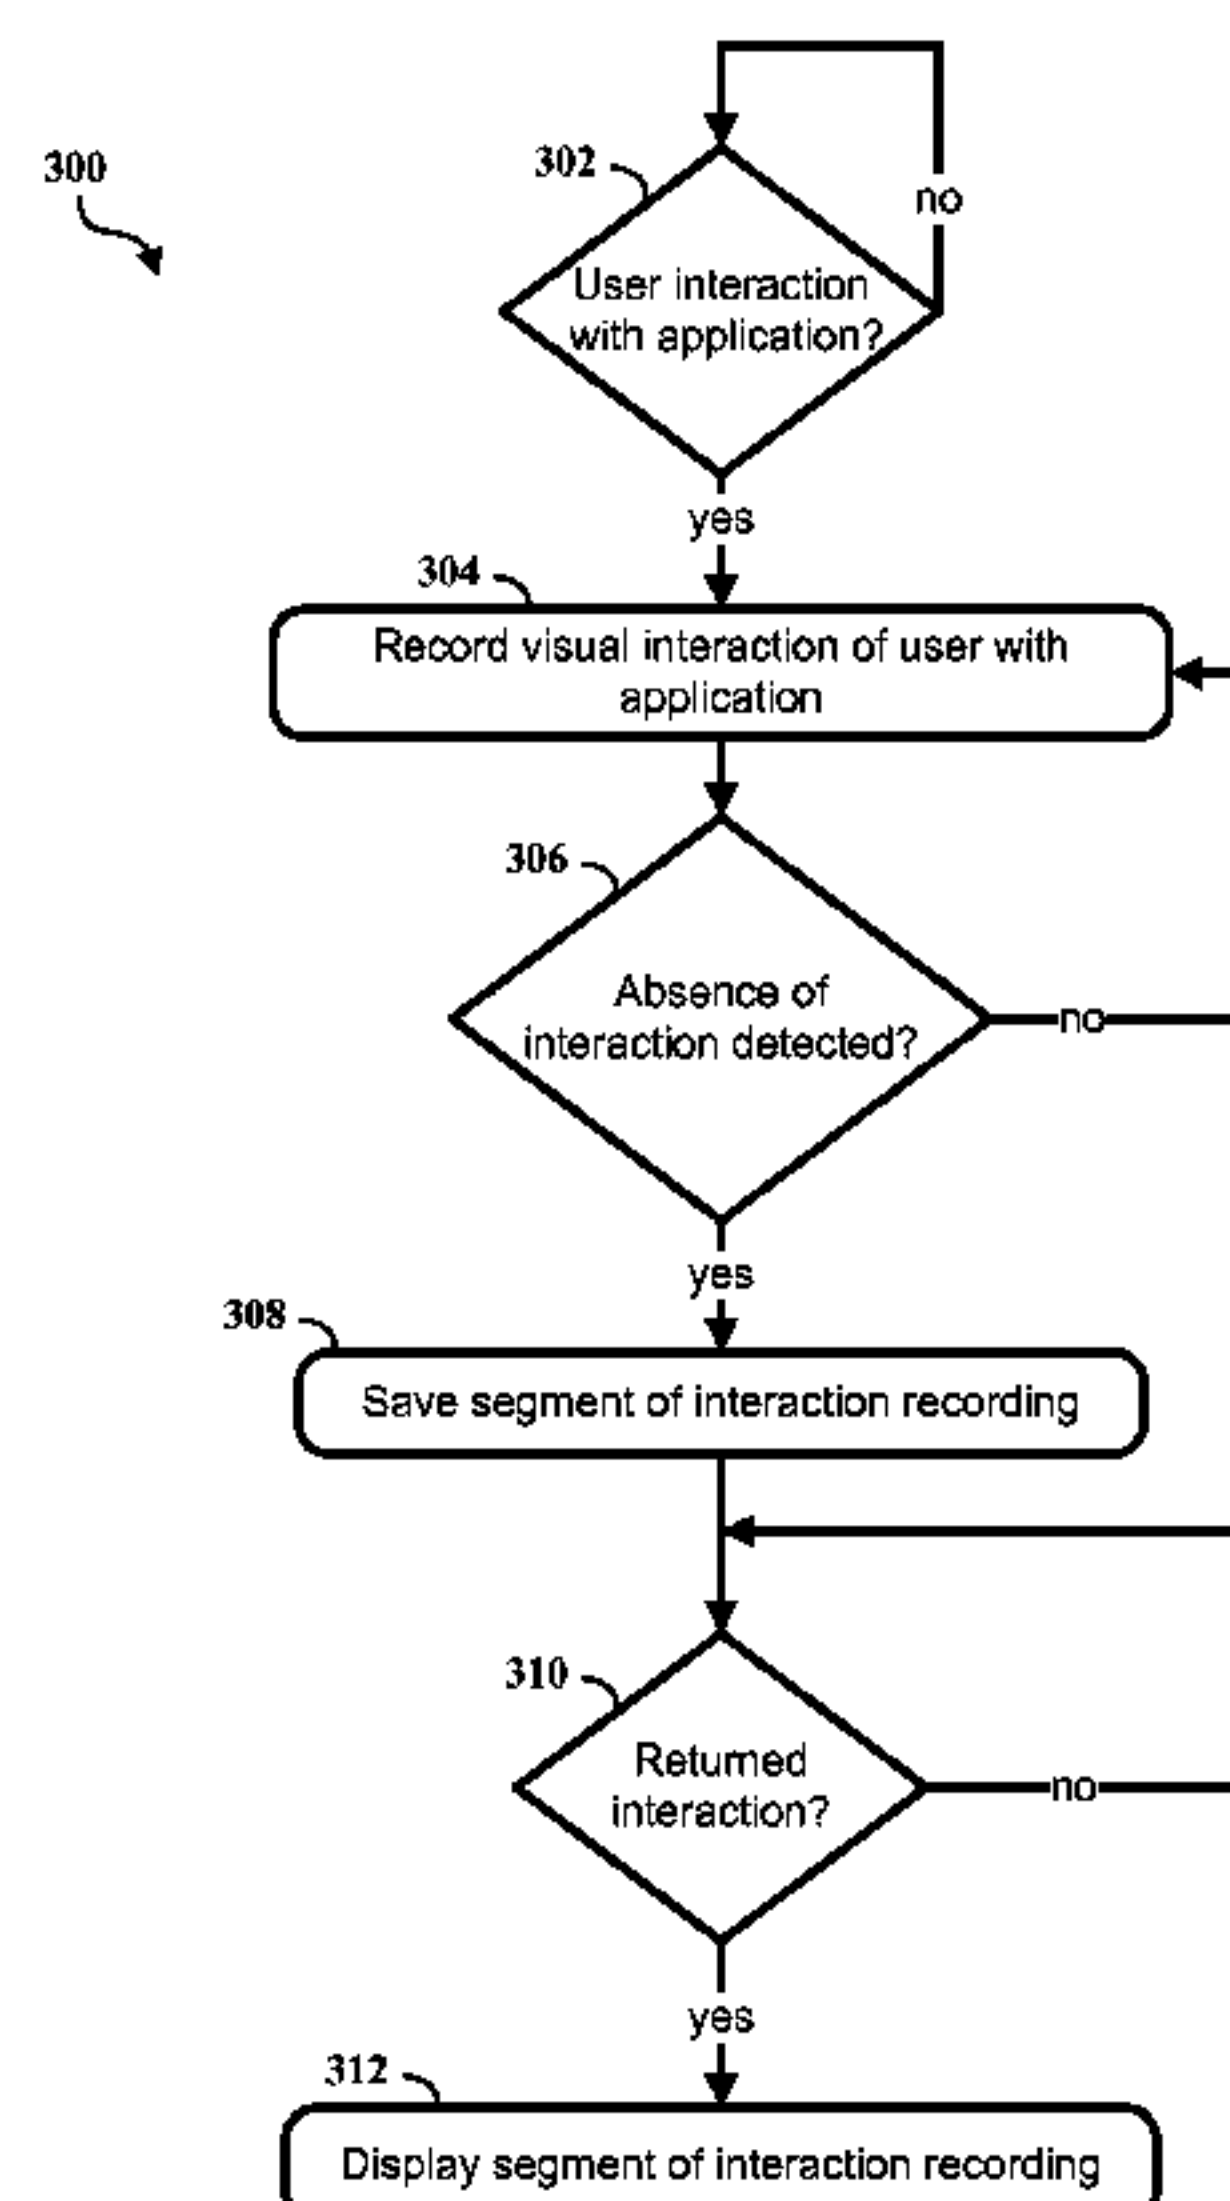 300
302
no
User interaction
with application?
yes
304
Record visual interaction of user with
application
306
Absence of
interaction detected?
no
yes
308
Save segment of interaction recording
310
Returned
interaction?
no
yes
312
Display segment of interaction recording